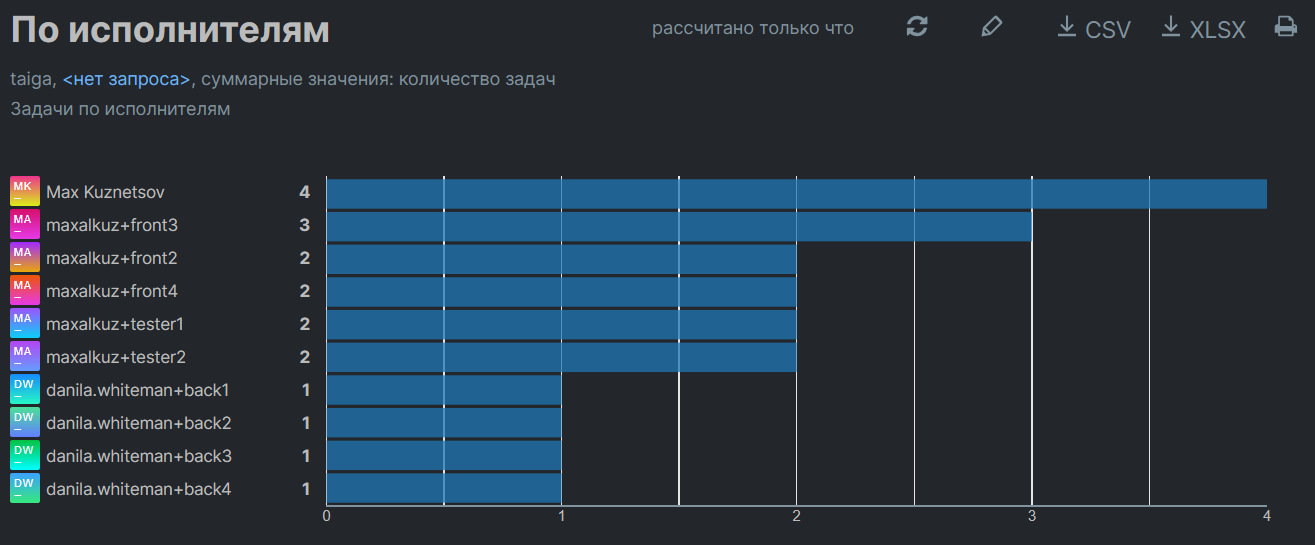 По исполнителям
рассчитано только что
CSV
XLSX
taiga, <нет запроса>, суммарные значения: количество задач
Задачи по исполнителям
MK Max Kuznetsov 4
MA maxalkuz+front3 3
MA maxalkuz+front2 2
MA maxalkuz+front4 2
MA maxalkuz+tester1 2
MA maxalkuz+tester2 2
DW danila.whiteman+back1 1
DW danila.whiteman+back2 1
DW danila.whiteman+back3 1
DW danila.whiteman+back4 1
0 1 2 3 4